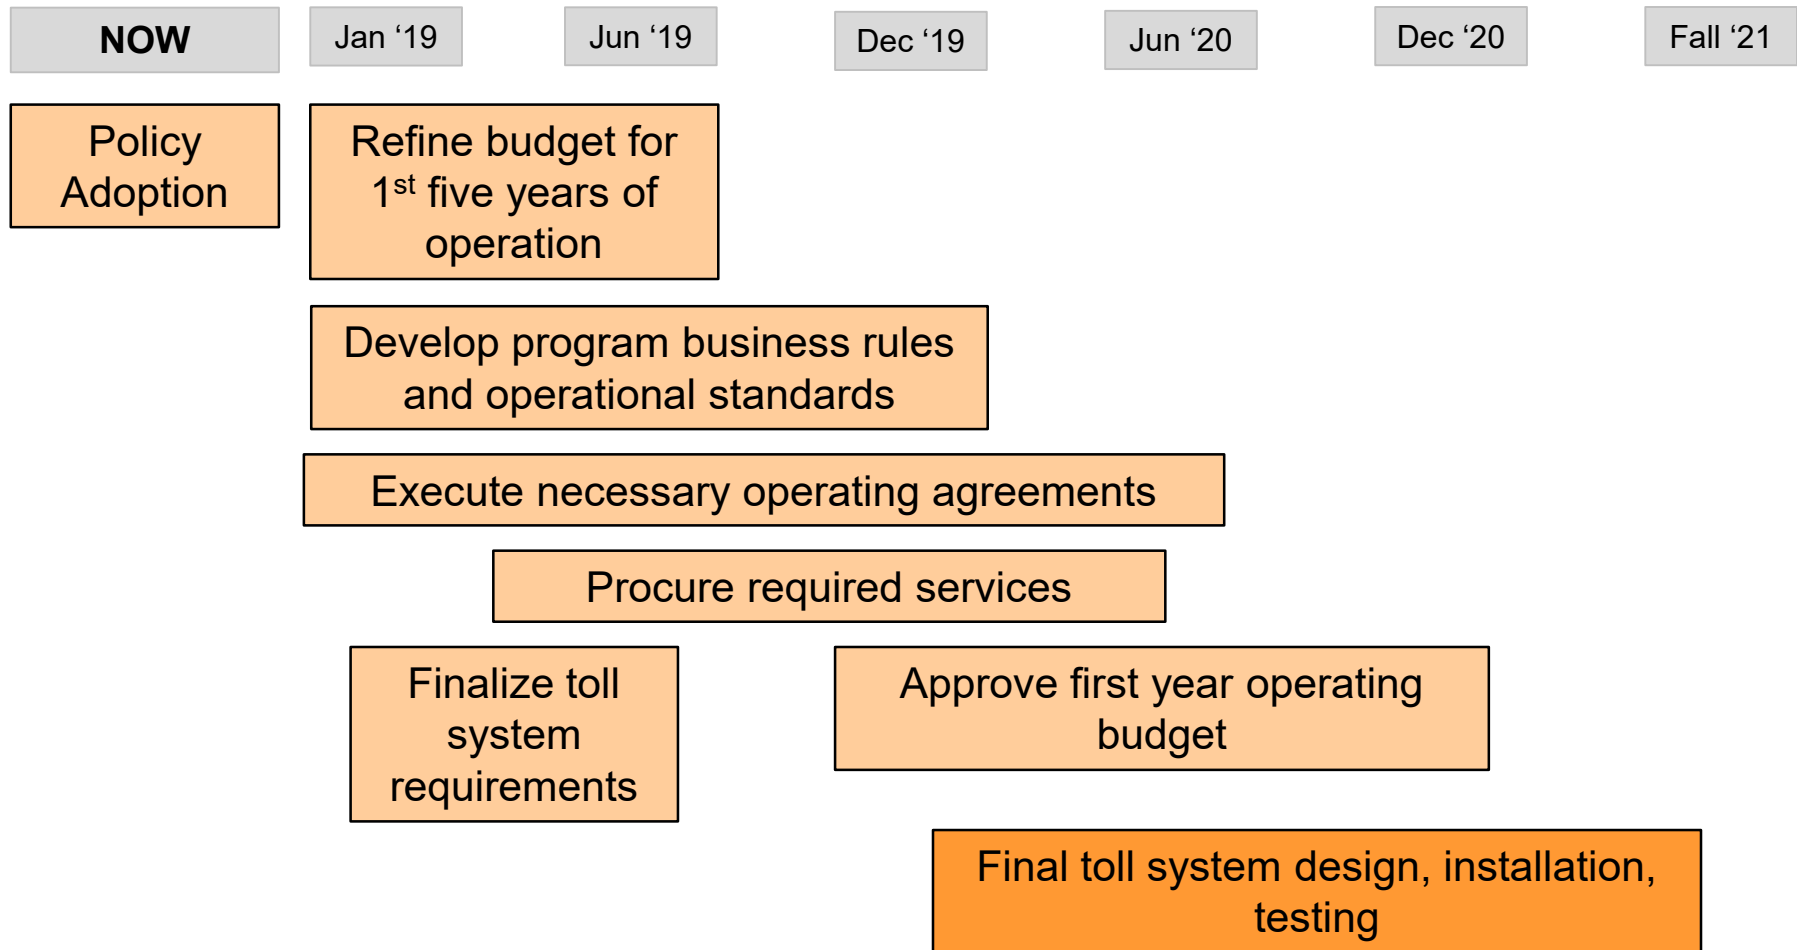 NOW
Jan ‘19
Jun ‘19
Dec ‘19
Jun ‘20
Dec ‘20
Fall ‘21
Policy
Adoption
Refine budget for
1st five years of
operation
Develop program business rules
and operational standards
Execute necessary operating agreements
Procure required services
Finalize toll
system
requirements
Approve first year operating
budget
Final toll system design, installation,
testing